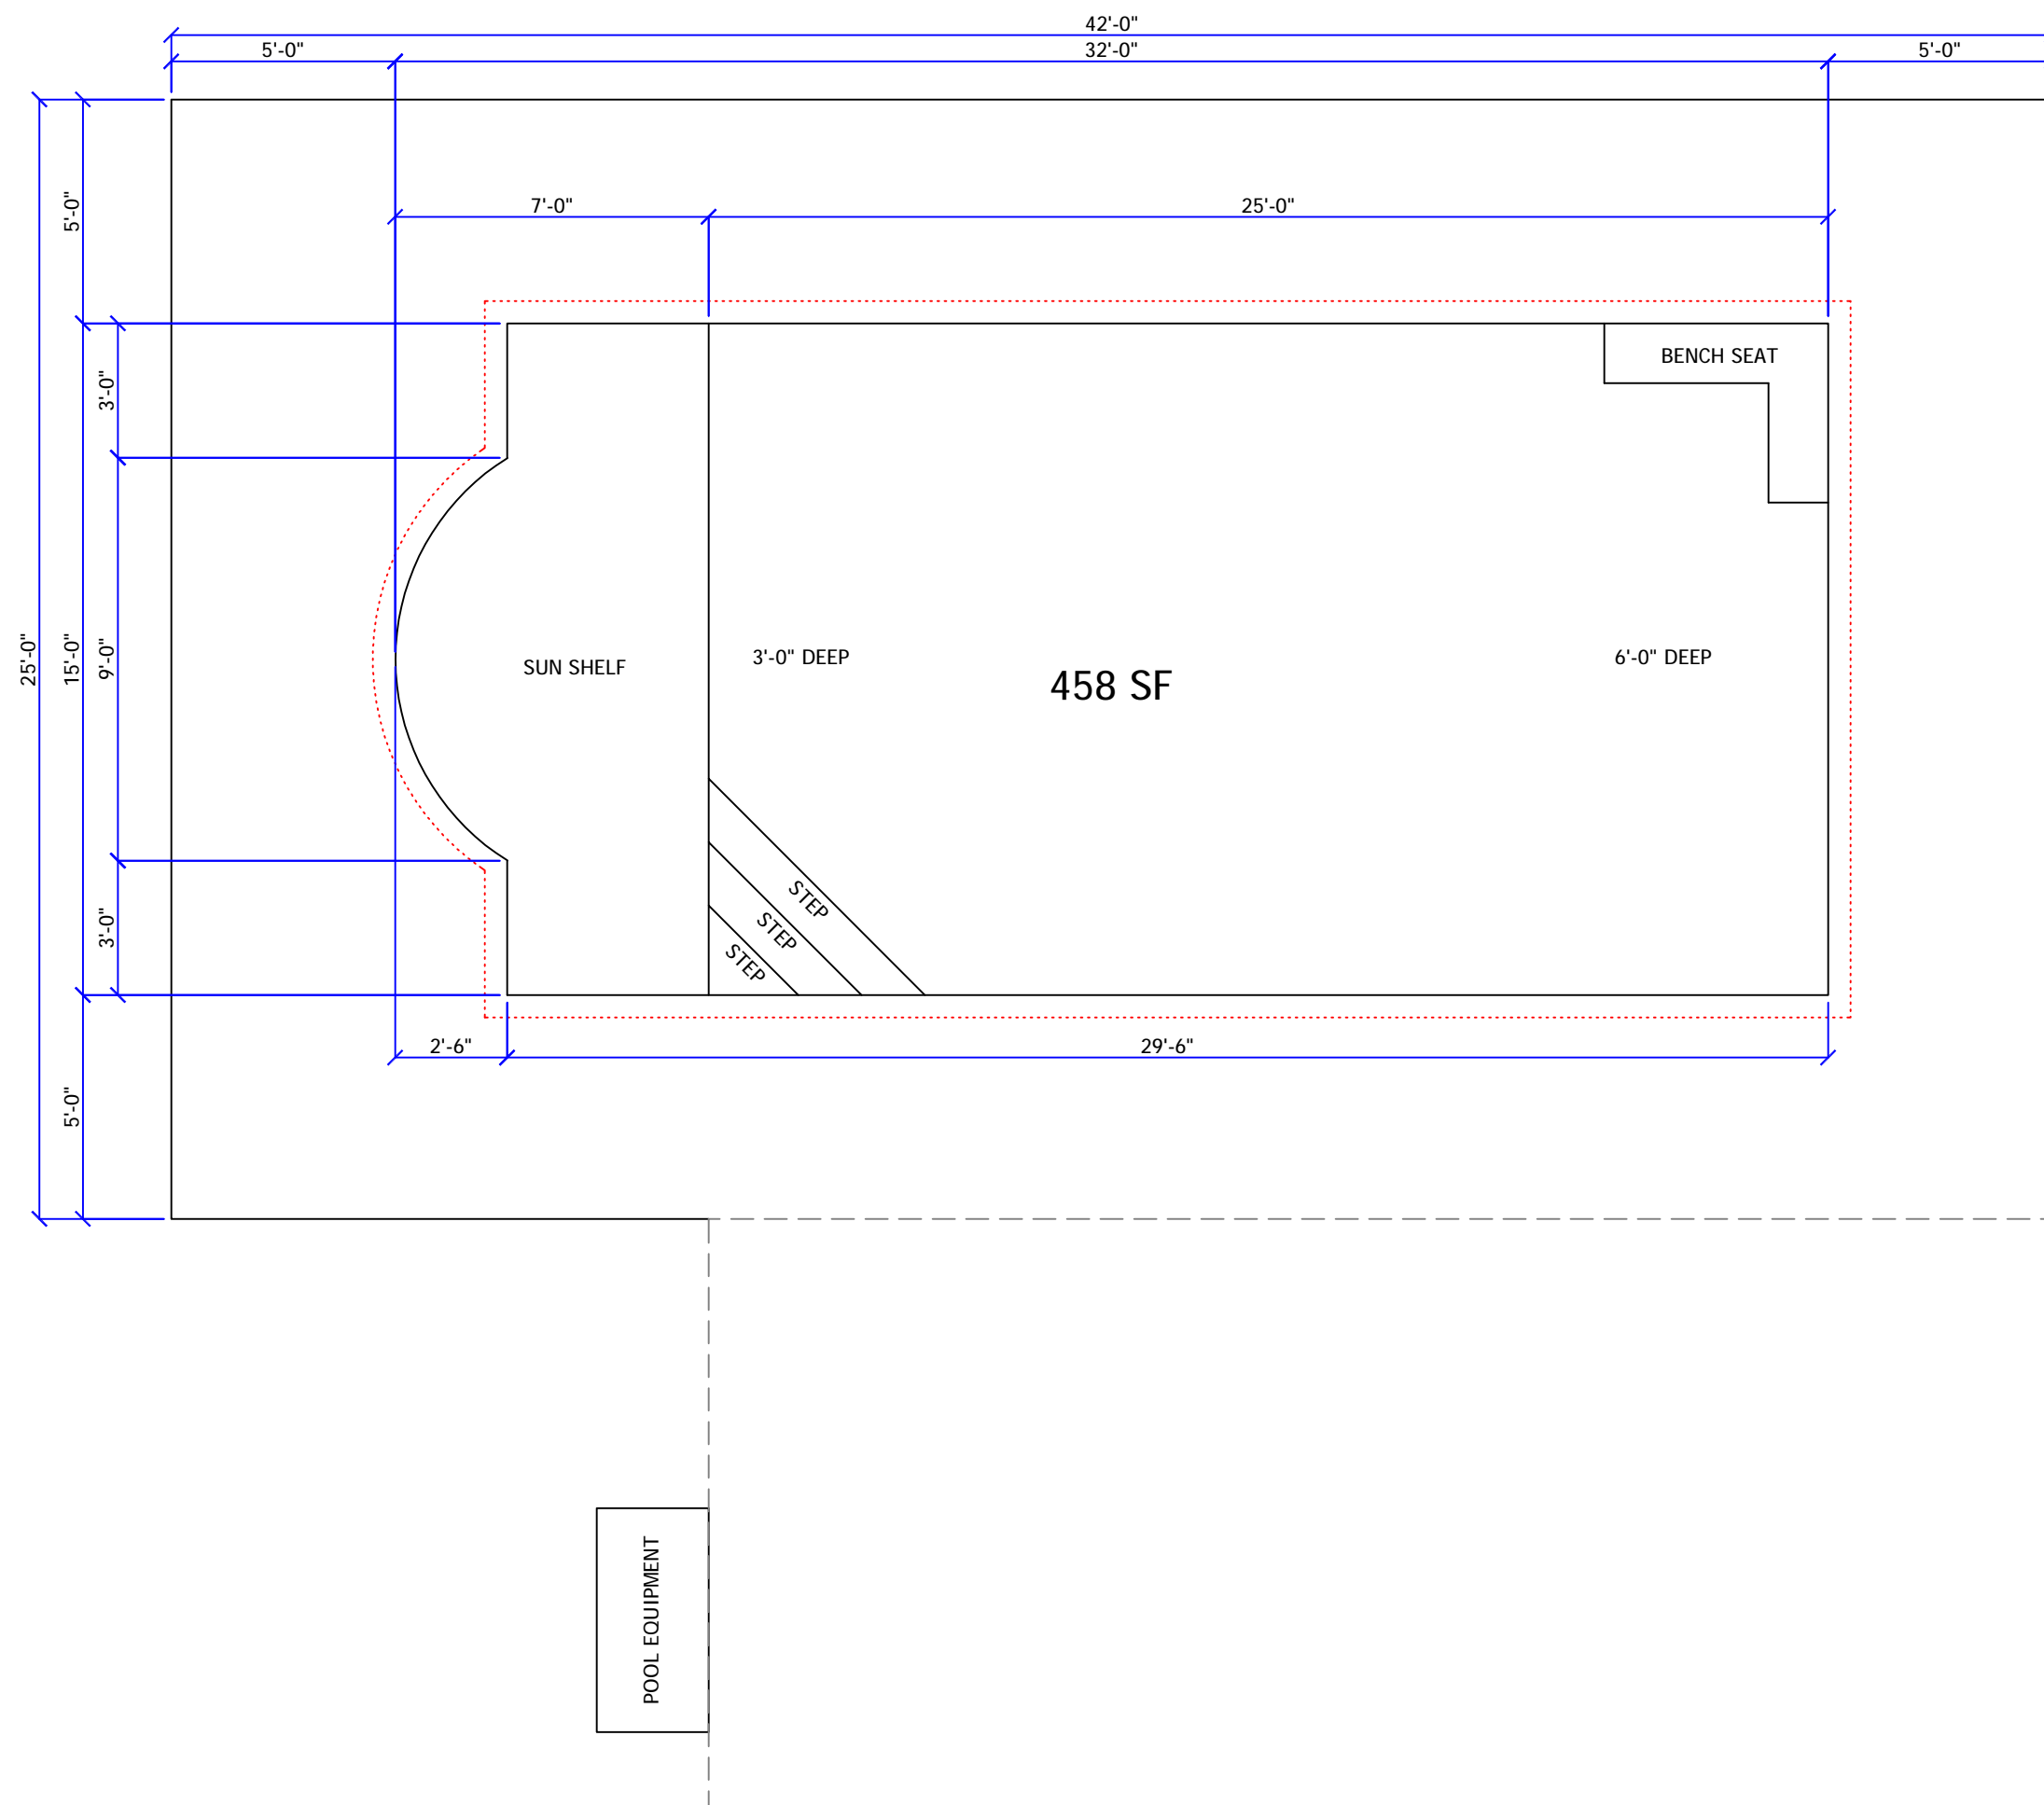 42'-0"
5'-0"
32'-0"
5'-0"
7'-0"
25'-0"
5'-0"
3'-0"
BENCH SEAT
25'-0"
15'-0"
9'-0"
SUN SHELF
3'-0" DEEP
458 SF
6'-0" DEEP
STEP
STEP
STEP
3'-0"
2'-6"
29'-6"
5'-0"
POOL EQUIPMENT